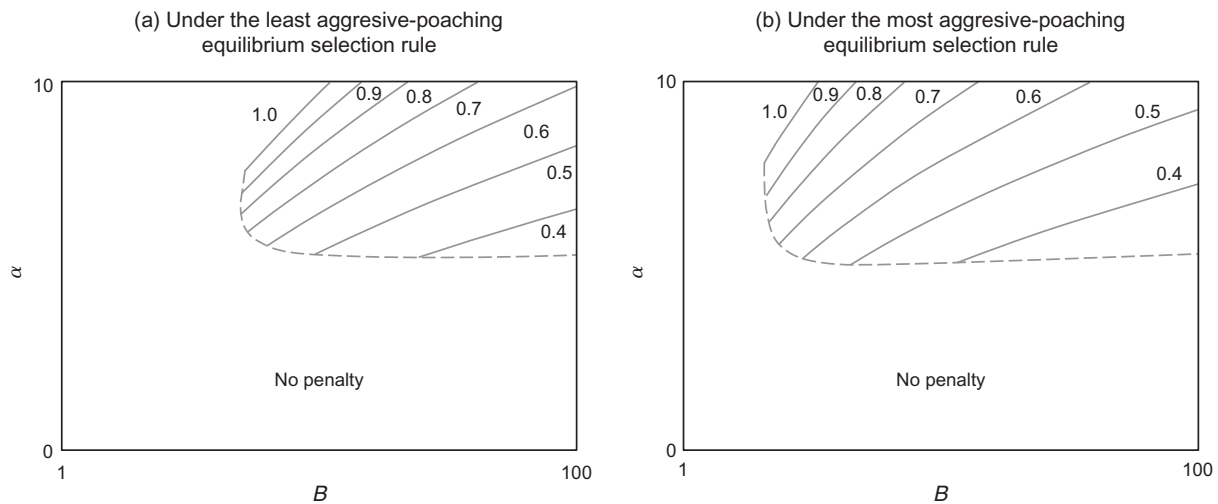 (a) Under the least aggresive-poaching
equilibrium selection rule
10
1.0
0.9
0.8
0.7
0.6
0.5
0.4
α
No penalty
0
1
100
B
(b) Under the most aggresive-poaching
equilibrium selection rule
10
1.0
0.9
0.8
0.7
0.6
0.5
0.4
α
No penalty
0
1
100
B